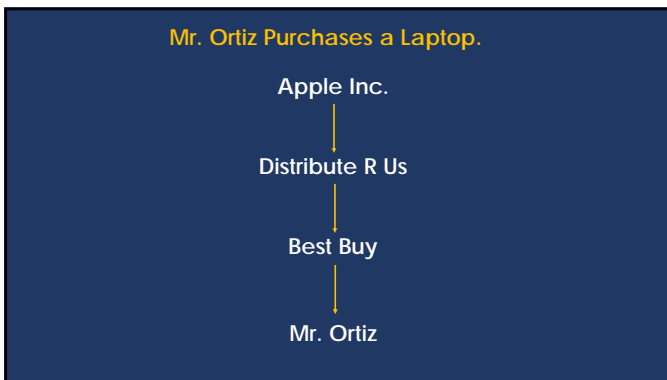 Mr. Ortiz Purchases a Laptop.
Apple Inc.
Distribute R Us
Best Buy
Mr. Ortiz